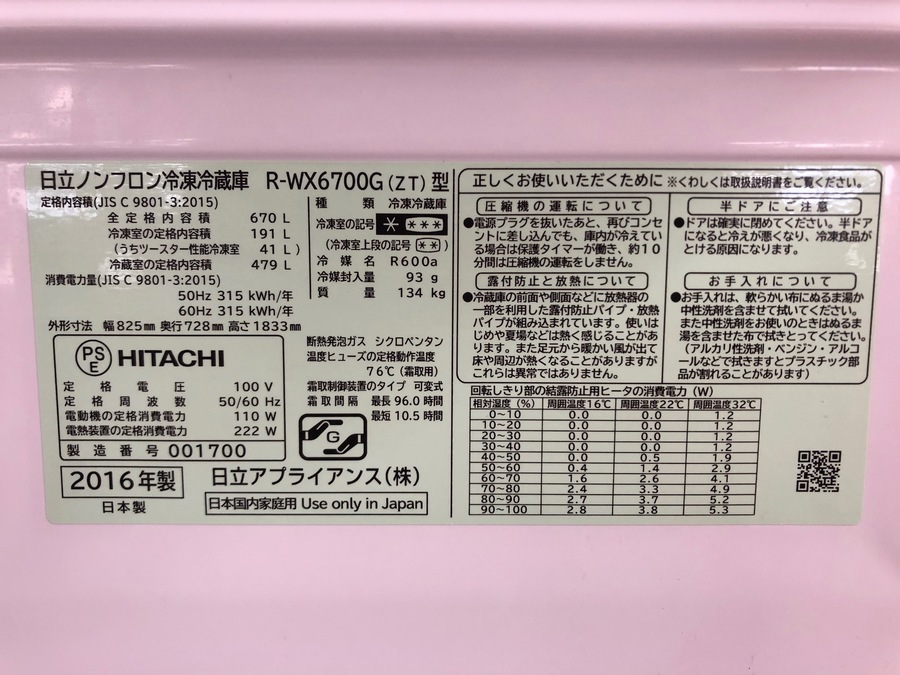 日立ノンフロン冷凍冷蔵庫 R-WX6700G(ZT)型
定格内容積(JIS C 9801-3:2015)
全定格内容積 670 L
冷凍室の定格内容積 191 L
(うちツースター性能冷凍室 41 L)
冷蔵室の定格内容積 479 L
消費電力量(JIS C 9801-3:2015)
50Hz 315 kWh/年
60Hz 315 kWh/年
外形寸法 幅825mm 奥行728mm 高さ1833mm
種類 冷凍冷蔵庫
冷凍室の記号 * ***
(冷凍室上段の記号 **)
冷媒 R600a
冷媒封入量 93 g
質量 134 kg
PS
E
HITACHI
定格電圧 100 V
定格周波数 50/60 Hz
電動機の定格消費電力 110 W
電熱装置の定格消費電力 222 W
製造番号 001700
断熱発泡ガス シクロペンタン
温度ヒューズの定格動作温度
76℃(霜取用)
霜取制御装置のタイプ 可変式
霜取間隔 最長 96.0 時間
最短 10.5 時間
G
2016年製
日本製
日立アプライアンス(株)
日本国内家庭用 Use only in Japan
正しくお使いいただくために ※くわしくは取扱説明書をご覧ください。
圧縮機の運転について
●電源プラグを抜いたあと、再びコンセ
ントに差し込んでも、庫内が冷えてい
る場合は保護タイマーが働き、約10
分間は圧縮機の運転をしません。
露付防止と放熱について
●冷蔵庫の前面や側面などに放熱器の
一部を利用した露付防止パイプ・放熱
パイプが組み込まれています。使いは
じめや夏場などは熱く感じることがあ
ります。また足元から暖かい風が出て
床や周辺が熱くなることがありますが
これらは異常ではありません。
半ドアにご注意
●ドアは確実に閉めてください。半ドア
になると冷えが悪くなり、冷凍食品が
とける原因になります。
お手入れについて
●お手入れは、軟らかい布にぬるま湯か
中性洗剤を含ませて拭いてください。
また中性洗剤をお使いのときはぬるま
湯を含ませた布で拭きとってください。
(アルカリ性洗剤・ベンジン・アルコ
ールなどで拭きますとプラスチック部
品が割れることがあります)
回転しきり部の結露防止用ヒータの消費電力(W)
相対湿度(%) 周囲温度16℃ 周囲温度22℃ 周囲温度32℃
0~10 0.0 0.0 1.2
10~20 0.0 0.0 1.2
20~30 0.0 0.0 1.2
30~40 0.0 0.0 1.2
40~50 0.0 0.5 1.9
50~60 0.4 1.4 2.9
60~70 1.6 2.6 4.1
70~80 2.4 3.3 4.9
80~90 2.7 3.7 5.2
90~100 2.8 3.8 5.3